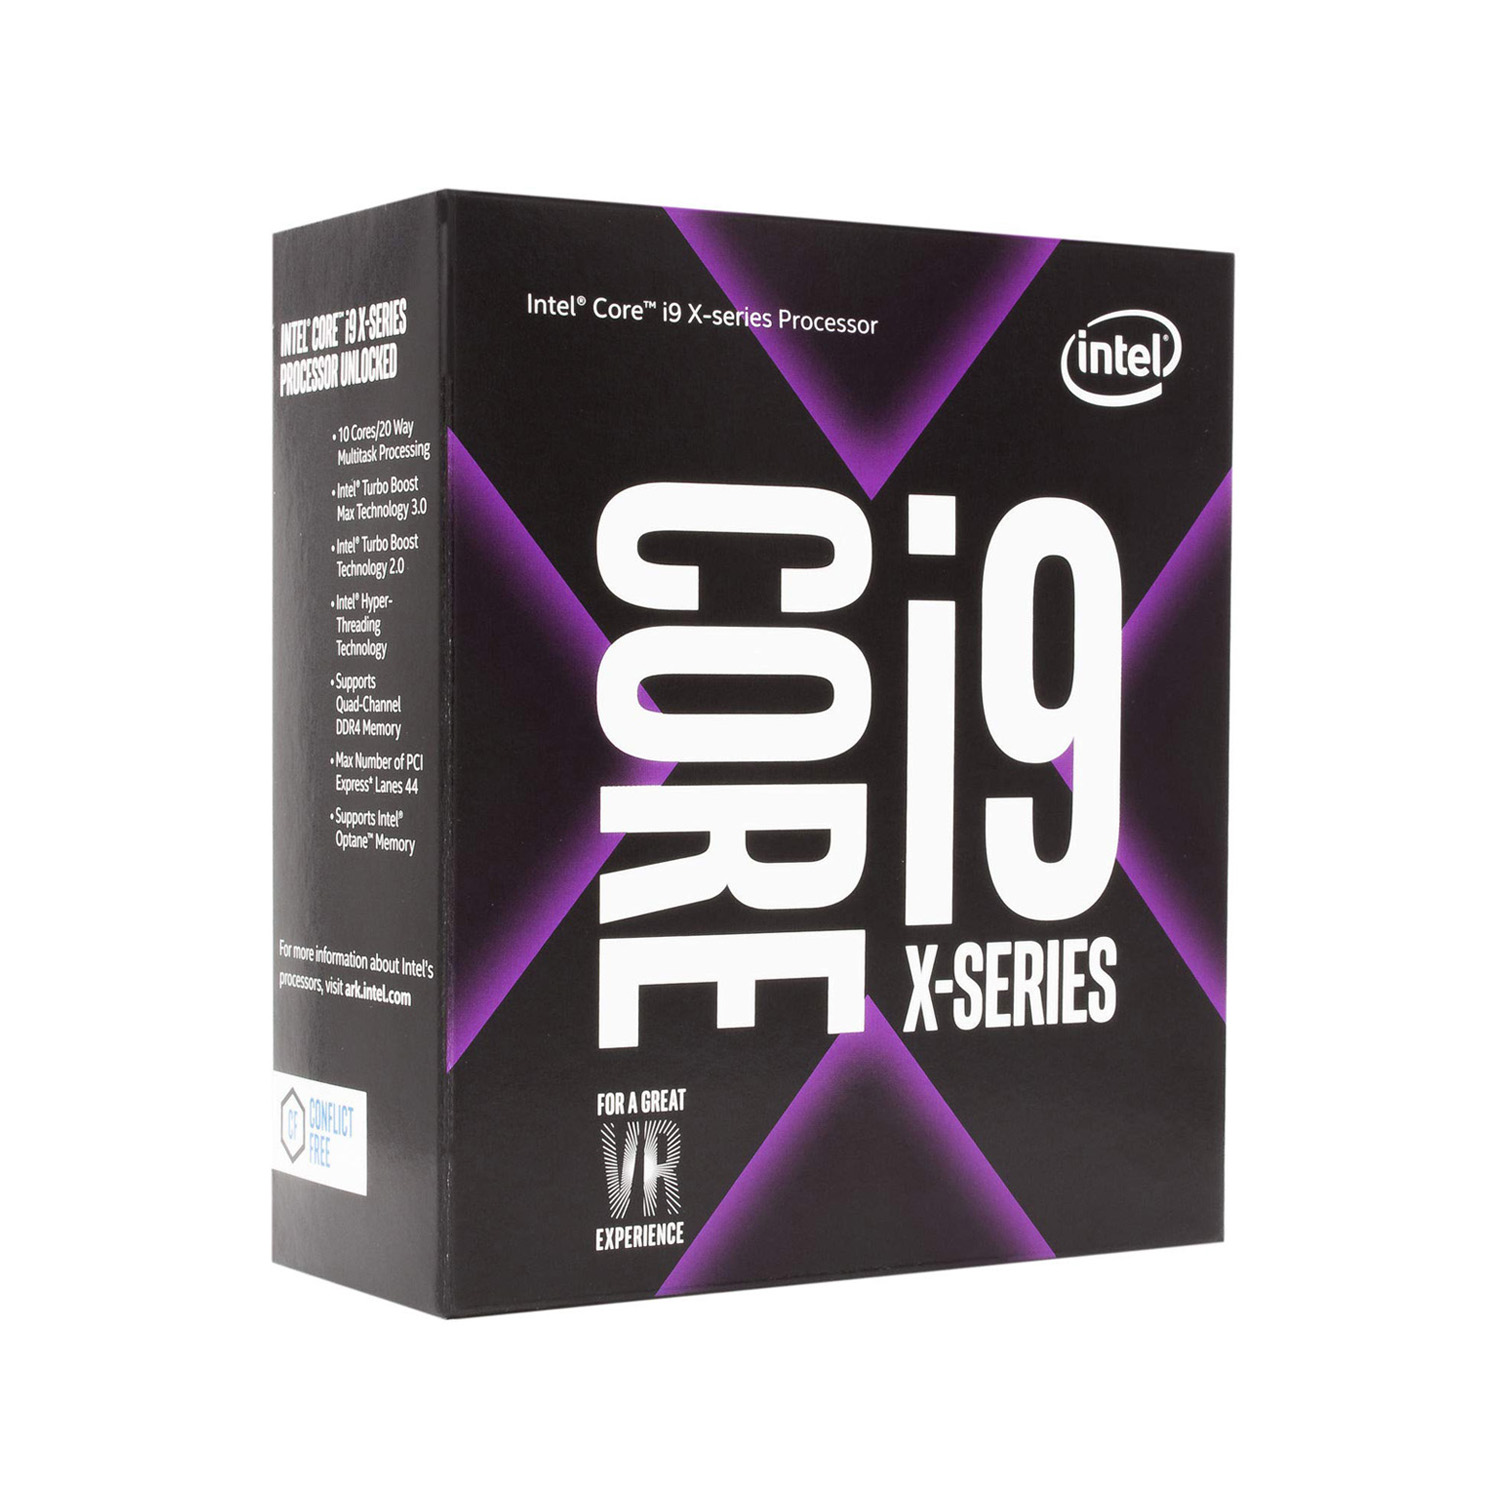 INTEL® CORE™ i9 X-SERIES
PROCESSOR UNLOCKED
• 10 Cores/20 Way
Multitask Processing
• Intel® Turbo Boost
Max Technology 3.0
• Intel® Turbo Boost
Technology 2.0
• Intel® Hyper-
Threading
Technology
• Supports
Quad-Channel
DDR4 Memory
• Max Number of PCI
Express* Lanes 44
• Supports Intel®
Optane™ Memory
For more information about Intel's
processors, visit ark.intel.com
CF
CONFLICT
FREE
Intel® Core™ i9 X-series Processor
intel®
CORE
i9
X-SERIES
FOR A GREAT
VR
EXPERIENCE